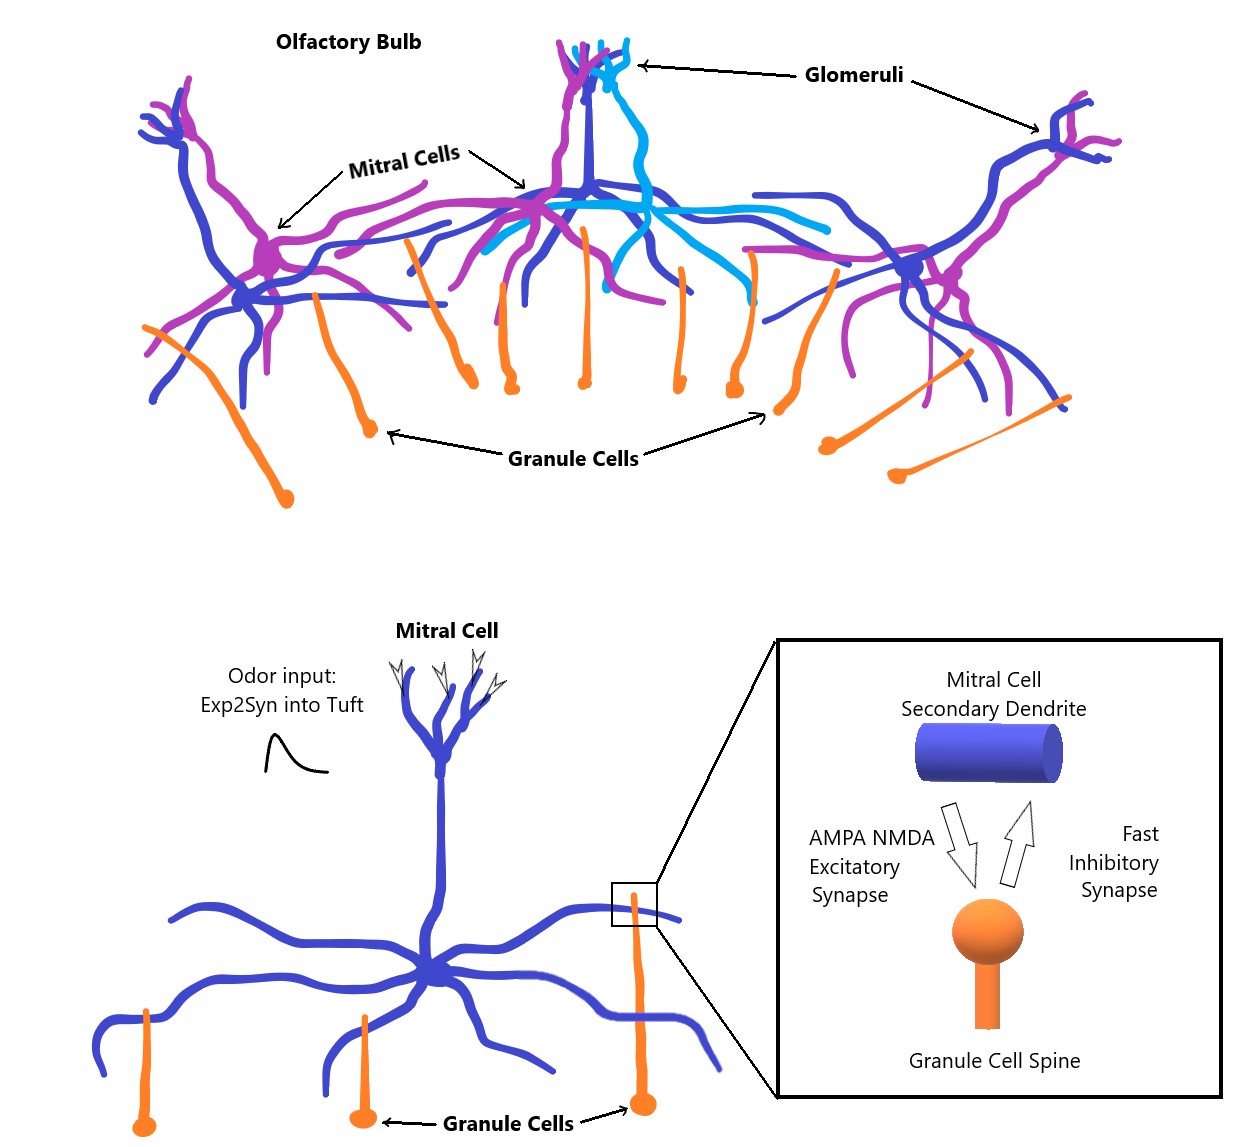 Olfactory Bulb
Glomeruli
Mitral Cells
Granule Cells
Mitral Cell
Odor input:
Exp2Syn into Tuft
Granule Cells
Mitral Cell
Secondary Dendrite
AMPA NMDA
Excitatory
Synapse
Fast
Inhibitory
Synapse
Granule Cell Spine